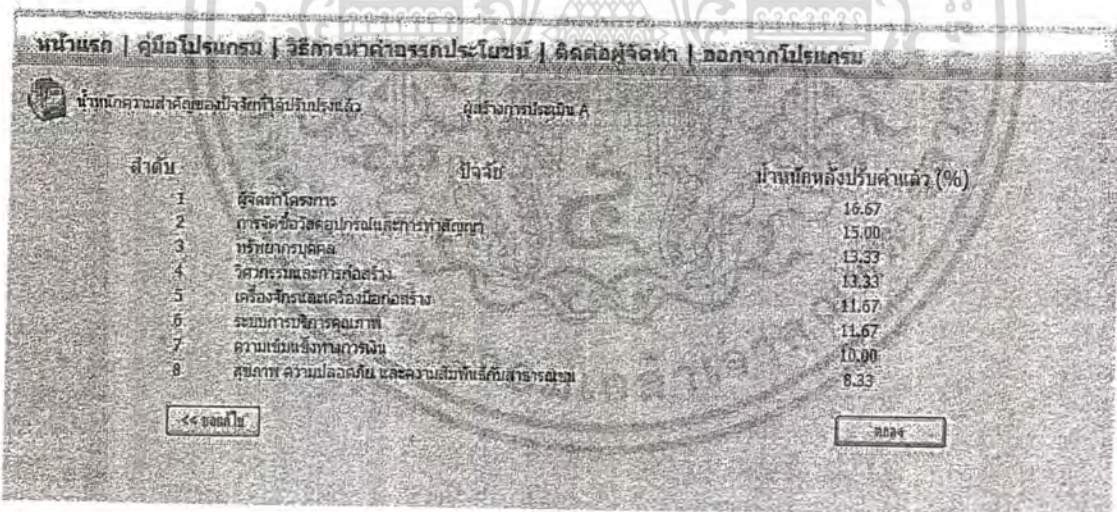 หน้าแรก | คู่มือโปรแกรม | วิธีการนำค่าอรรถประโยชน์ | ติดต่อผู้จัดทำ | ออกจากโปรแกรม
น้ำหนักความสำคัญของปัจจัยที่ได้ปรับปรุงแล้ว ผู้สร้างการประเมิน A
ลำดับ ปัจจัย น้ำหนักหลังปรับค่าแล้ว (%)
1 ผู้จัดทำโครงการ 16.67
2 การจัดซื้อวัสดุอุปกรณ์และการทำสัญญา 15.00
3 ทรัพยากรบุคคล 13.33
4 วิศวกรรมและการก่อสร้าง 13.33
5 เครื่องจักรและเครื่องมือก่อสร้าง 11.67
6 ระบบการบริการคุณภาพ 11.67
7 ความเข้มแข็งทางการเงิน 10.00
8 สุขภาพ ความปลอดภัย และความสัมพันธ์กับสาธารณชน 8.33
<< ขอแก้ไข ตกลง